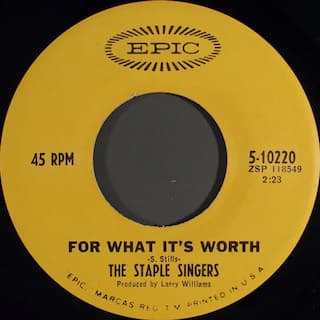 EPIC
45 RPM
5-10220
ZSP 118549
2:23
FOR WHAT IT'S WORTH
-S. Stills-
THE STAPLE SINGERS
Produced by Larry Williams
EPIC, MARCAS REG. T.M. PRINTED IN U.S.A.